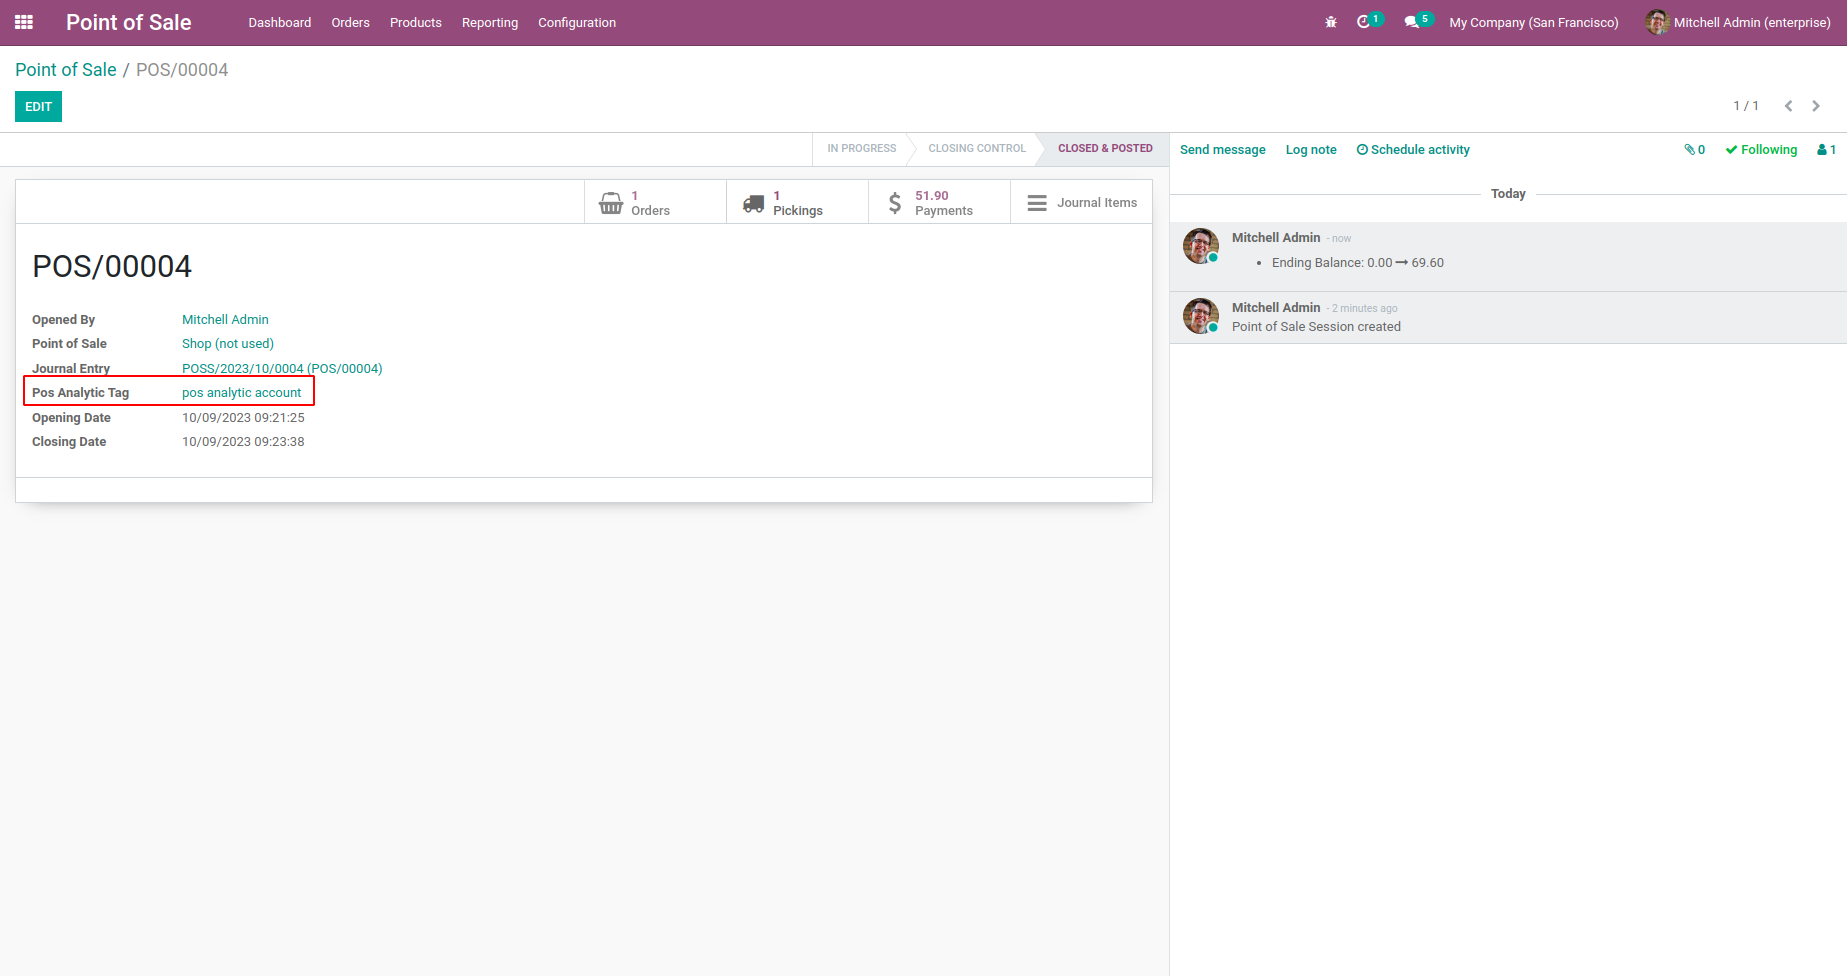 Point of Sale Dashboard Orders Products Reporting Configuration 1 5 My Company (San Francisco) Mitchell Admin (enterprise)
Point of Sale / POS/00004
EDIT 1 / 1
IN PROGRESS CLOSING CONTROL CLOSED & POSTED
Send message Log note Schedule activity 0 Following 1
1 Orders
1 Pickings
51.90 Payments
Journal Items
POS/00004
Opened By Mitchell Admin
Point of Sale Shop (not used)
Journal Entry POSS/2023/10/0004 (POS/00004)
Pos Analytic Tag pos analytic account
Opening Date 10/09/2023 09:21:25
Closing Date 10/09/2023 09:23:38
Today
Mitchell Admin - now
• Ending Balance: 0.00 → 69.60
Mitchell Admin - 2 minutes ago
Point of Sale Session created